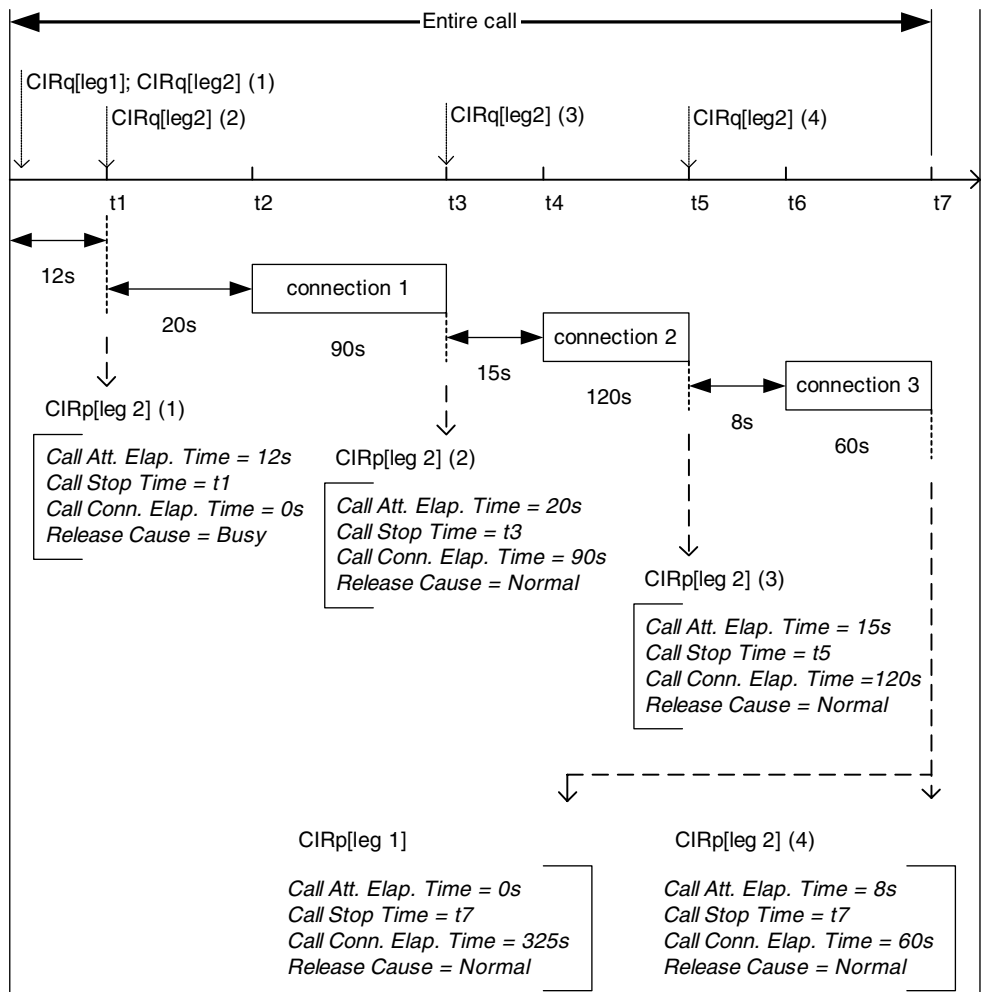 Entire call
CIRq[leg1]; CIRq[leg2] (1)
CIRq[leg2] (2)
CIRq[leg2] (3)
CIRq[leg2] (4)
t1
t2
t3
t4
t5
t6
t7
12s
connection 1
20s
90s
connection 2
15s
120s
connection 3
8s
60s
CIRp[leg 2] (1)
Call Att. Elap. Time = 12s
Call Stop Time = t1
Call Conn. Elap. Time = 0s
Release Cause = Busy
CIRp[leg 2] (2)
Call Att. Elap. Time = 20s
Call Stop Time = t3
Call Conn. Elap. Time = 90s
Release Cause = Normal
CIRp[leg 2] (3)
Call Att. Elap. Time = 15s
Call Stop Time = t5
Call Conn. Elap. Time =120s
Release Cause = Normal
CIRp[leg 1]
Call Att. Elap. Time = 0s
Call Stop Time = t7
Call Conn. Elap. Time = 325s
Release Cause = Normal
CIRp[leg 2] (4)
Call Att. Elap. Time = 8s
Call Stop Time = t7
Call Conn. Elap. Time = 60s
Release Cause = Normal